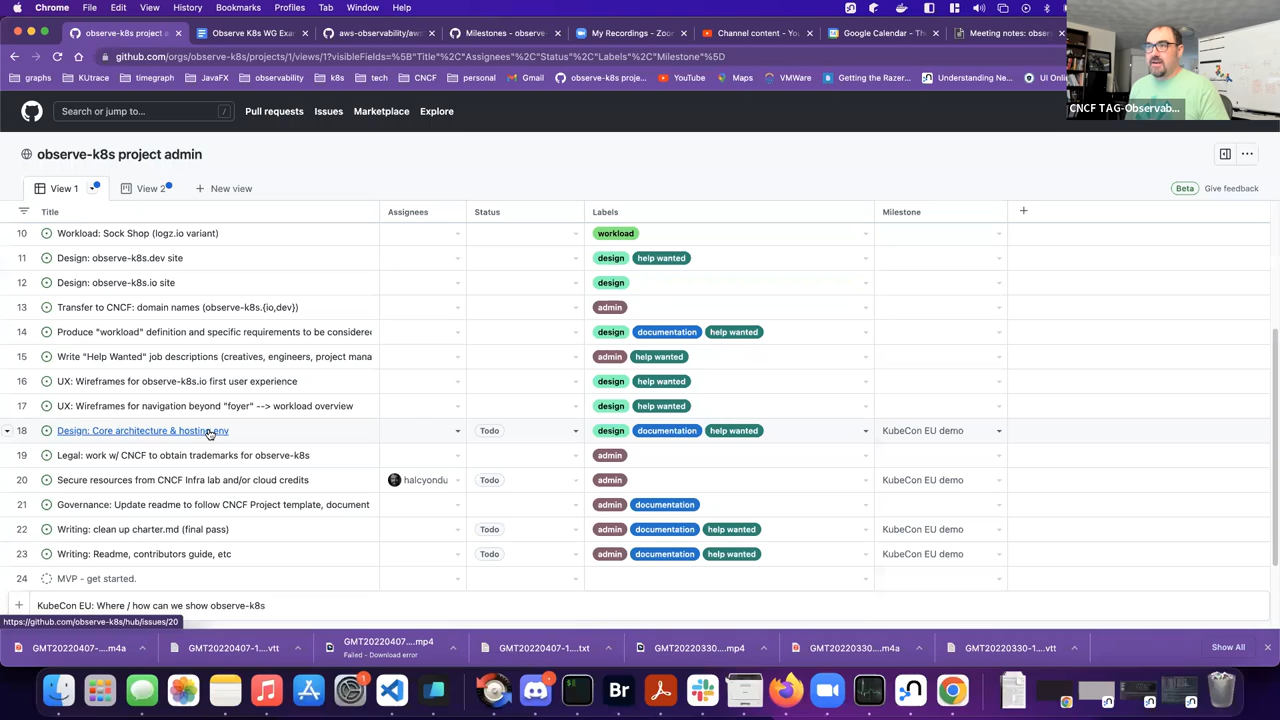 Chrome File Edit View History Bookmarks Profiles Tab Window Help
observe-k8s project a
Observe K8s WG Exa
aws-observability/aw
Milestones - observe-
My Recordings - Zoom
Channel content - You
Google Calendar - Th
Meeting notes: obse
github.com/orgs/observe-k8s/projects/1/views/1?visibleFields=%5B"Title"%2C"Assignees"%2C"Status"%2C"Labels"%2C"Milestone"%5D
graphs KUtrace timegraph JavaFX observability k8s tech CNCF personal Gmail observe-k8s proje... YouTube Maps VMWare Getting the Razer... Understanding Ne... UI Onli
CNCF TAG-Observab...
Search or jump to... / Pull requests Issues Marketplace Explore
observe-k8s project admin
View 1 View 2 + New view Beta Give feedback
Title Assignees Status Labels Milestone +
10 Workload: Sock Shop (logz.io variant) workload
11 Design: observe-k8s.dev site design help wanted
12 Design: observe-k8s.io site design
13 Transfer to CNCF: domain names (observe-k8s.{io,dev}) admin
14 Produce "workload" definition and specific requirements to be considere design documentation help wanted
15 Write "Help Wanted" job descriptions (creatives, engineers, project mana admin help wanted
16 UX: Wireframes for observe-k8s.io first user experience design help wanted
17 UX: Wireframes for navigation beyond "foyer" --> workload overview design help wanted
18 Design: Core architecture & hosting env Todo design documentation help wanted KubeCon EU demo
19 Legal: work w/ CNCF to obtain trademarks for observe-k8s admin
20 Secure resources from CNCF Infra lab and/or cloud credits halcyondu Todo admin KubeCon EU demo
21 Governance: Update readme to follow CNCF Project template, document admin documentation
22 Writing: clean up charter.md (final pass) Todo admin documentation help wanted KubeCon EU demo
23 Writing: Readme, contributors guide, etc Todo admin documentation help wanted KubeCon EU demo
24 MVP - get started.
+ KubeCon EU: Where / how can we show observe-k8s
https://github.com/observe-k8s/hub/issues/20
GMT20220407-....m4a
GMT20220407-1....vtt
GMT20220407....mp4
Failed - Download error
GMT20220407-1....txt
GMT20220330-....mp4
GMT20220330....m4a
GMT20220330-1....vtt
Show All
Br